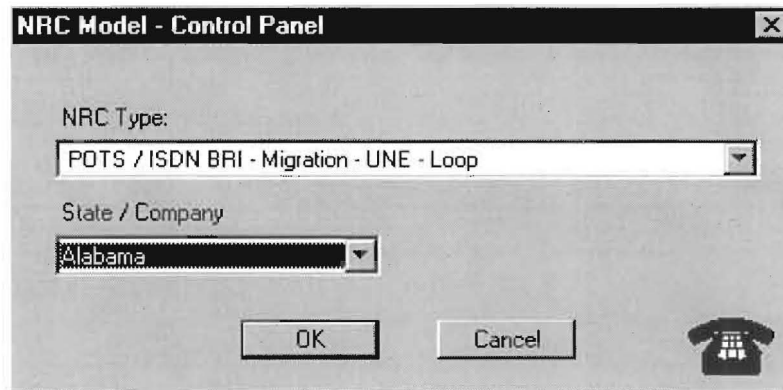 NRC Model - Control Panel
NRC Type:
POTS / ISDN BRI - Migration - UNE - Loop
State / Company
Alabama
OK Cancel